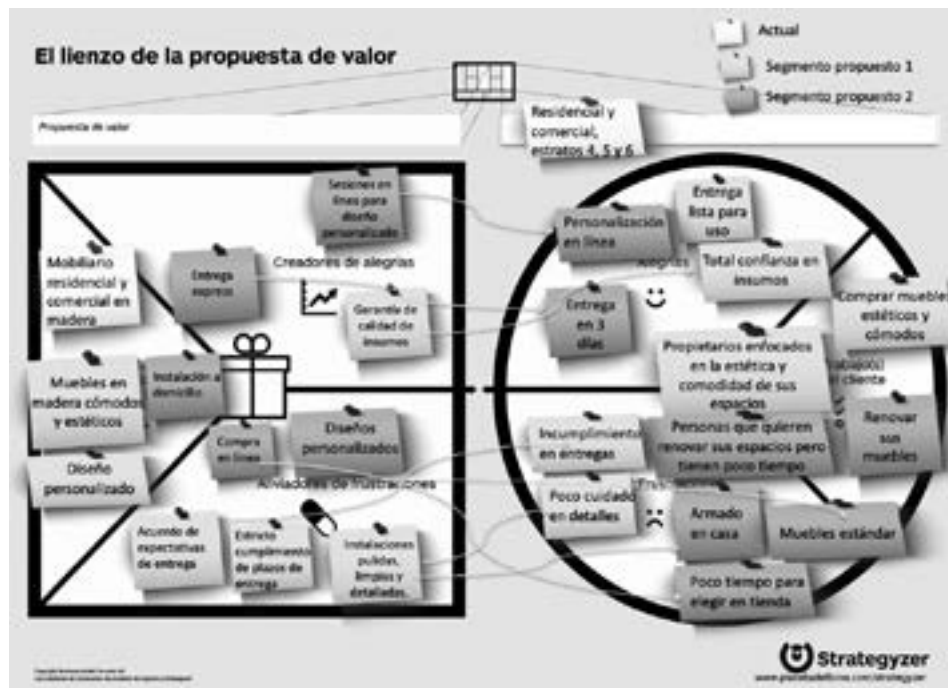 El lienzo de la propuesta de valor
Actual
Segmento propuesto 1
Segmento propuesto 2
Propuesta de valor
Residencial y
comercial,
estratos 4, 5 y 6
Sesiones en
línea para
diseño
personalizado
Mobiliario
residencial y
comercial en
madera
Entrega
express
Creadores de alegrías
Garantía de
calidad de
insumos
Muebles en
madera cómodos
y estéticos
Instalación a
domicilio
Compra
en línea
Diseños
personalizados
Diseño
personalizado
Aliviadores de frustraciones
Acuerdo de
expectativas
de entrega
Estricto
cumplimiento
de plazos de
entrega
Instalaciones
pulidas,
limpias y
detalladas.
Personalización
en línea
Entrega
lista para
uso
Alegrías
Total confianza en
insumos
Entrega
en 3
días
Comprar muebles
estéticos y
cómodos
Propietarios enfocados
en la estética y
comodidad de sus
espacios
cliente
Incumplimiento
en entregas
Personas que quieren
renovar sus espacios pero
tienen poco tiempo
Renovar
sus
muebles
Poco cuidado
en detalles
Armado
en casa
Muebles estándar
Poco tiempo para
elegir en tienda
Strategyzer